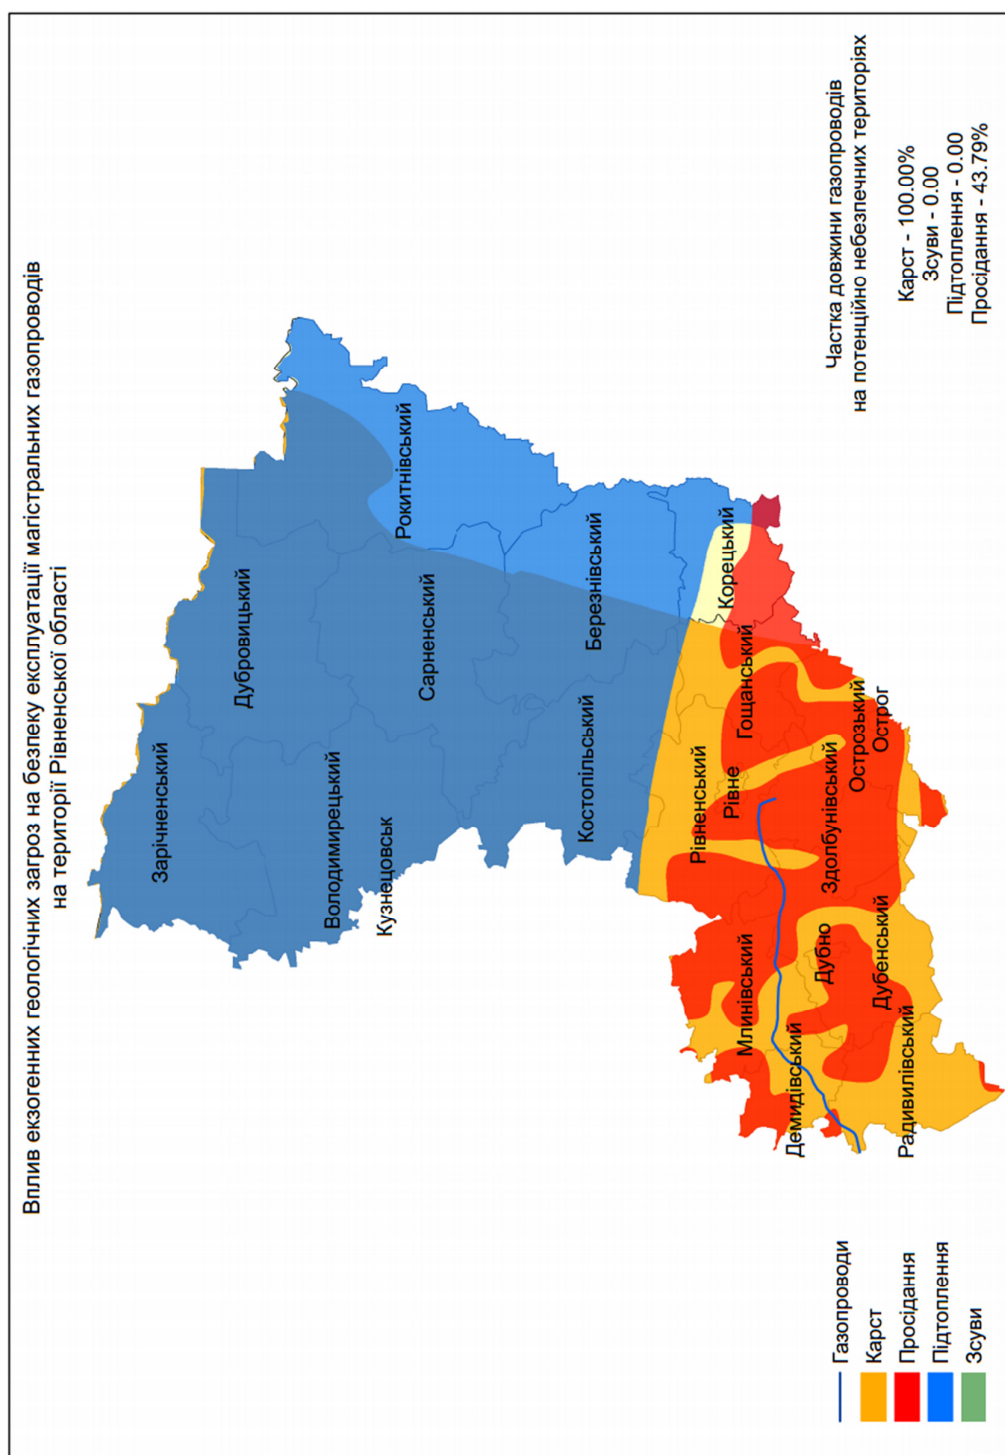 Вплив екзогенних геологічних загроз на безпеку експлуатації магістральних газопроводів
на території Рівненської області
Зарічненський
Дубровицький
Володимирецький
Кузнецовськ
Сарненський
Рокитнівський
Костопільський
Березнівський
Рівненський
Рівне
Корецький
Гощанський
Млинівський
Демидівський
Здолбунівський
Дубно
Острозький
Острог
Дубенський
Радивилівський
Газопроводи
Карст
Просідання
Підтоплення
Зсуви
Частка довжини газопроводів
на потенційно небезпечних територіях
Карст - 100.00%
Зсуви - 0.00
Підтоплення - 0.00
Просідання - 43.79%